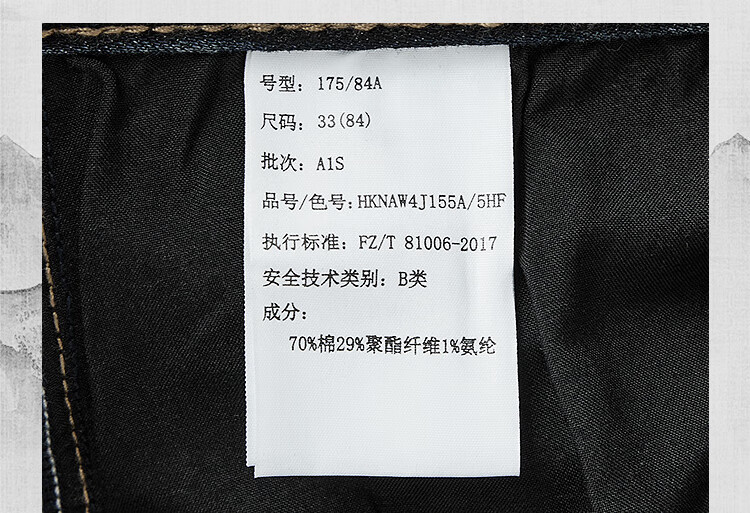 号型：175/84A
尺码：33(84)
批次：A1S
品号/色号：HKNAW4J155A/5HF
执行标准：FZ/T 81006-2017
安全技术类别：B类
成分：
70%棉29%聚酯纤维1%氨纶